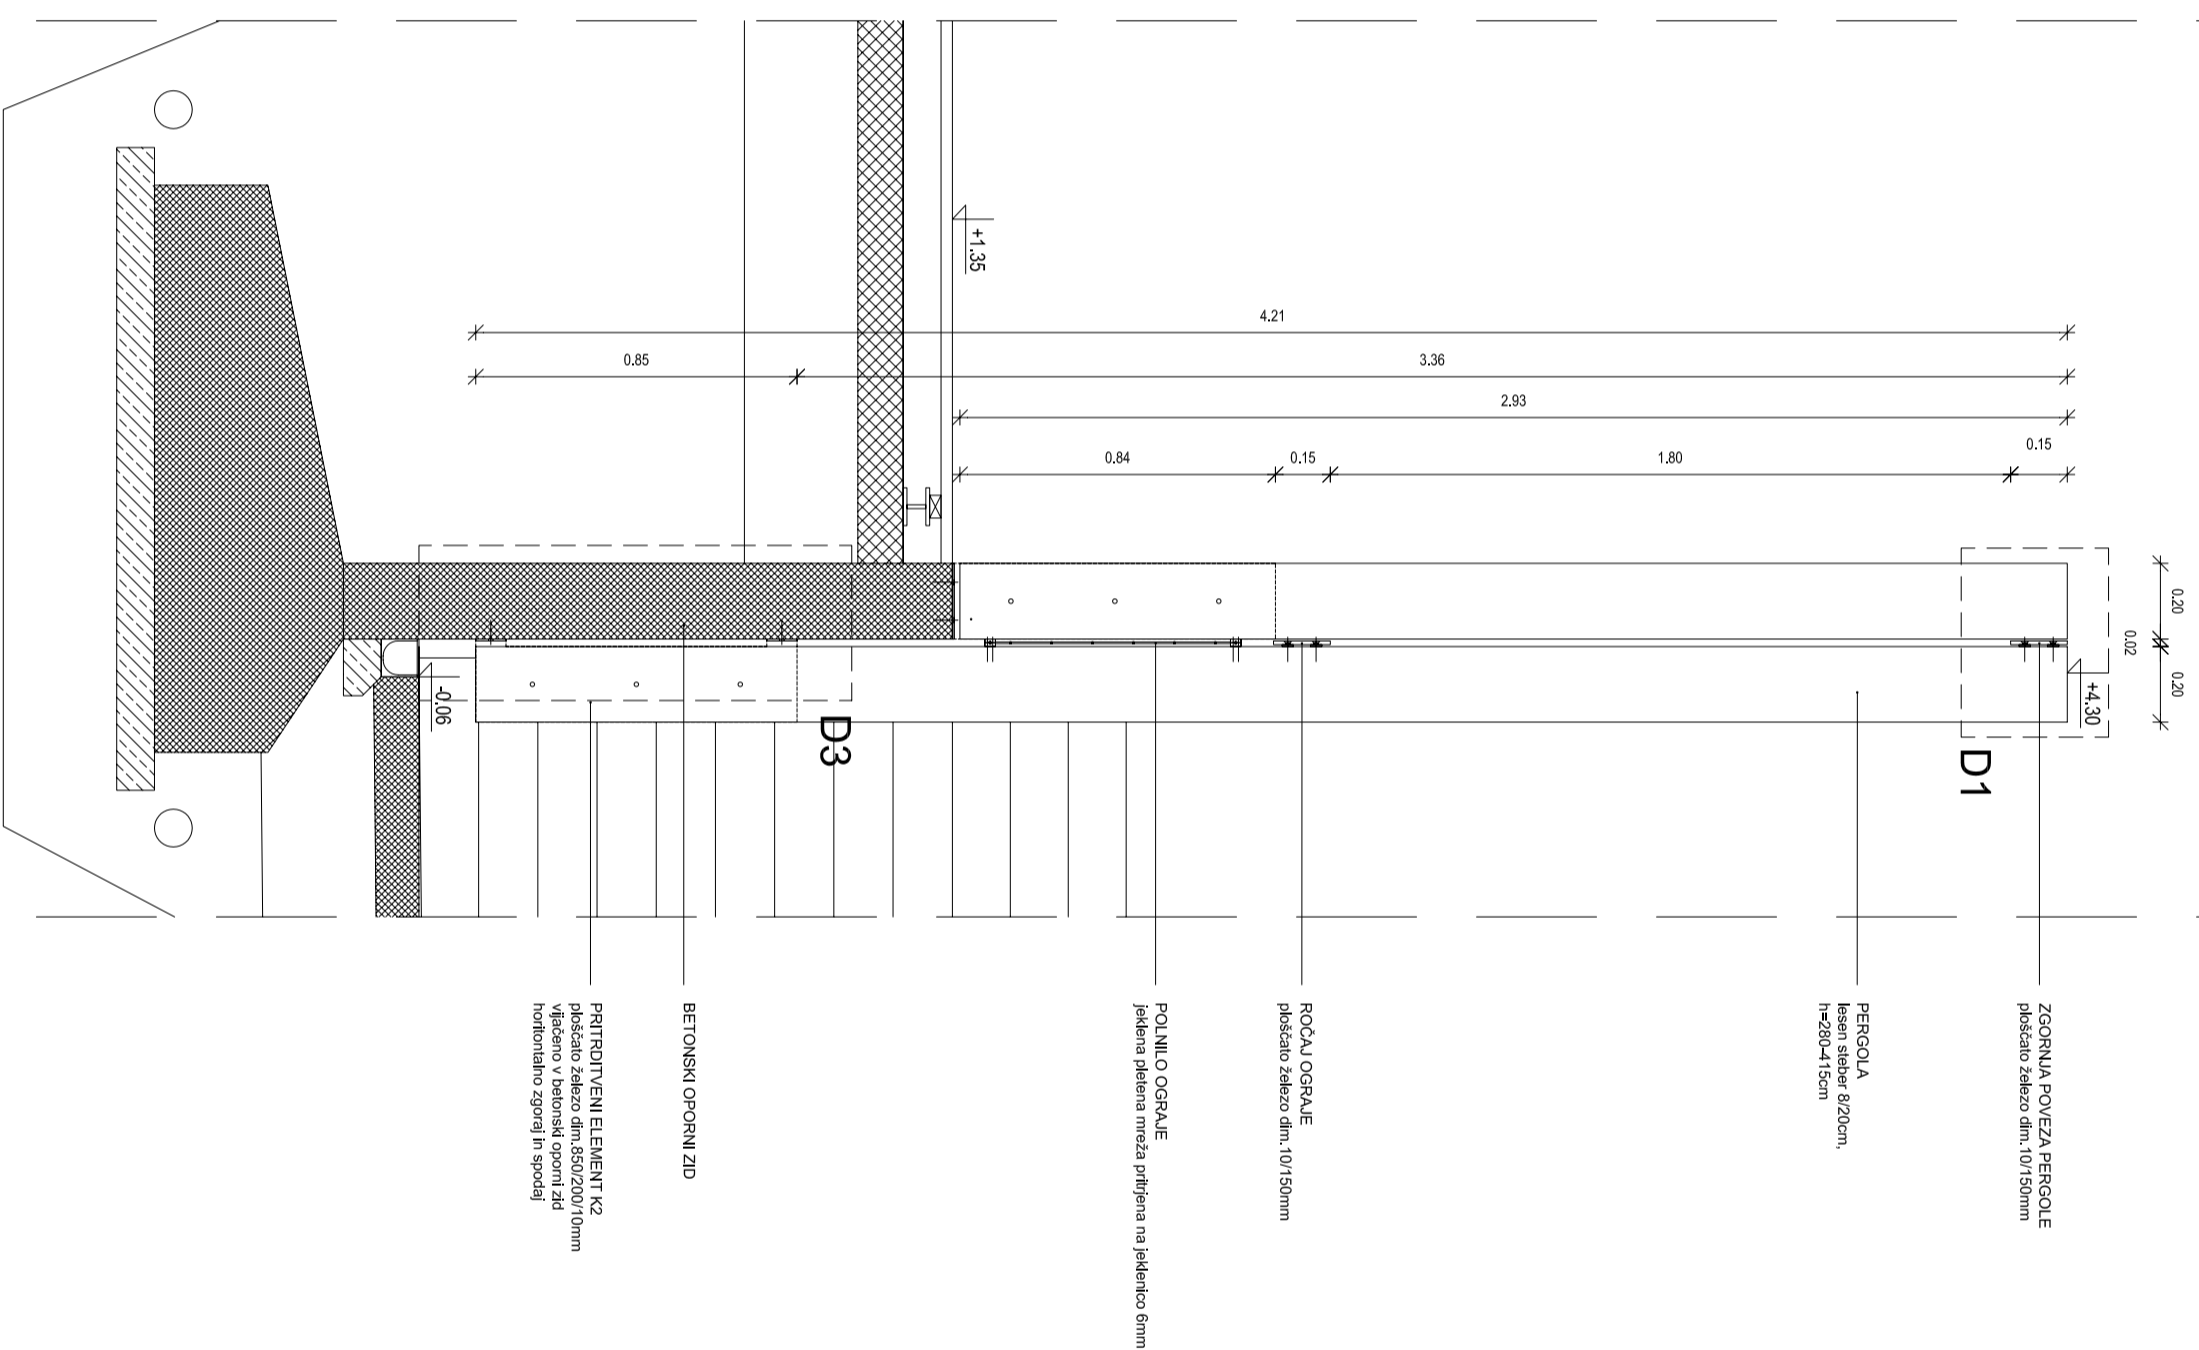 0.20
0.02
0.20
+4.30
D1
0.15
1.80
0.15
0.84
2.93
3.36
0.85
4.21
+1.35
D3
-0.06
ZGORNJA POVEZA PERGOLE
ploščato železo dim.10/150mm
PERGOLA
lesen steber 8/20cm,
h=280-415cm
ROČAJ OGRAJE
ploščato železo dim.10/150mm
POLNILO OGRAJE
jeklena pletena mreža pritrjena na jeklenico 6mm
BETONSKI OPORNI ZID
PRITRDITVENI ELEMENT K2
ploščato železo dim.850/200/10mm
vijačeno v betonski oporni zid
horitontalno zgoraj in spodaj